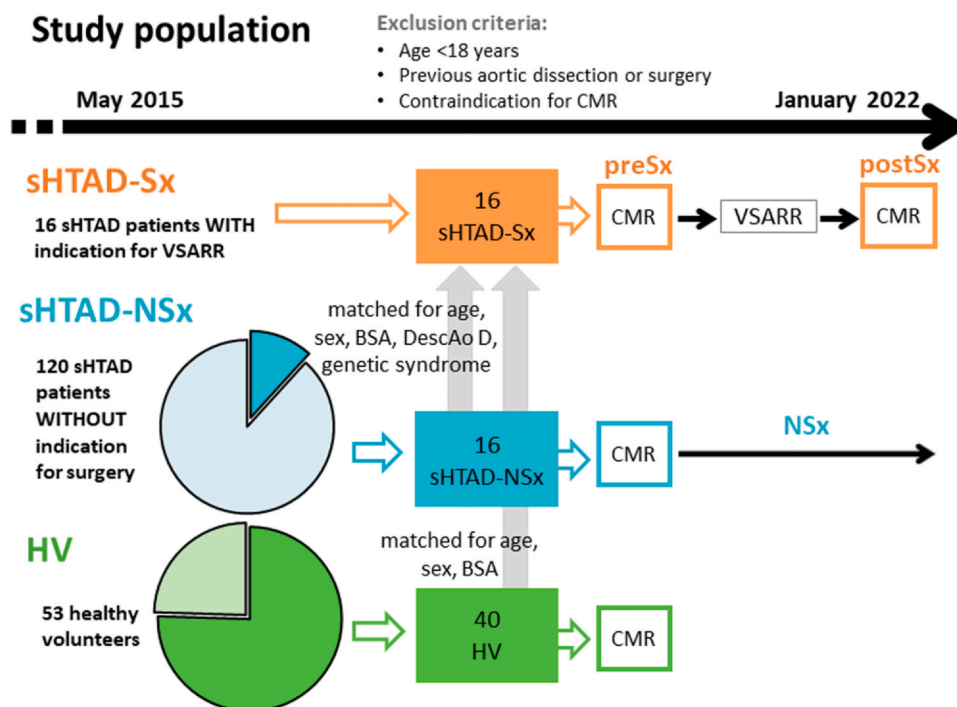 Study population
Exclusion criteria:
• Age <18 years
• Previous aortic dissection or surgery
• Contraindication for CMR
May 2015
January 2022
sHTAD-Sx
16 sHTAD patients WITH
indication for VSARR
16
sHTAD-Sx
preSx
CMR
VSARR
postSx
CMR
sHTAD-NSx
120 sHTAD
patients
WITHOUT
indication
for surgery
matched for age,
sex, BSA, DescAo D,
genetic syndrome
16
sHTAD-NSx
CMR
NSx
HV
53 healthy
volunteers
matched for age,
sex, BSA
40
HV
CMR